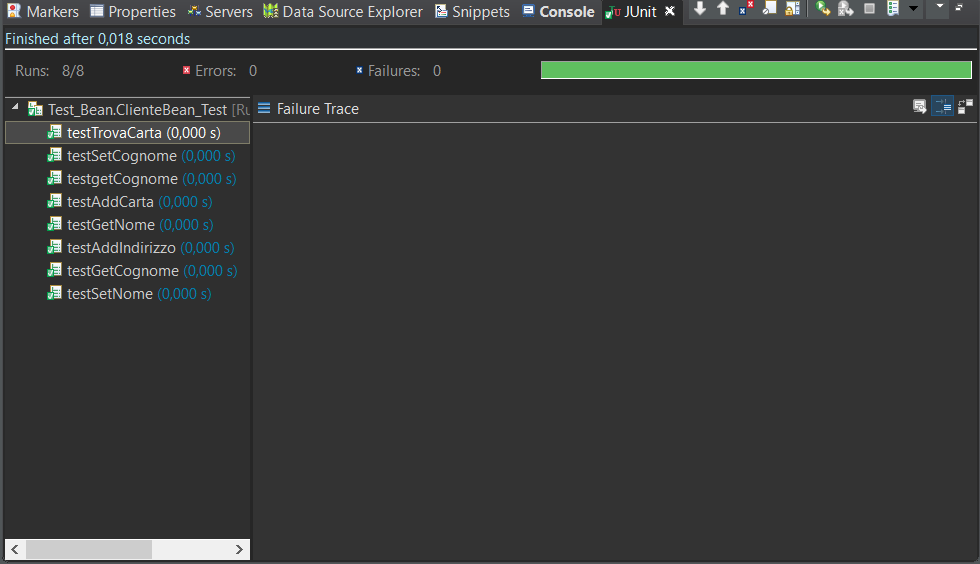 Markers Properties Servers Data Source Explorer Snippets Console JUnit
Finished after 0,018 seconds
Runs: 8/8 Errors: 0 Failures: 0
Test_Bean.ClienteBean_Test [Ru
Failure Trace
testTrovaCarta (0,000 s)
testSetCognome (0,000 s)
testgetCognome (0,000 s)
testAddCarta (0,000 s)
testGetNome (0,000 s)
testAddIndirizzo (0,000 s)
testGetCognome (0,000 s)
testSetNome (0,000 s)